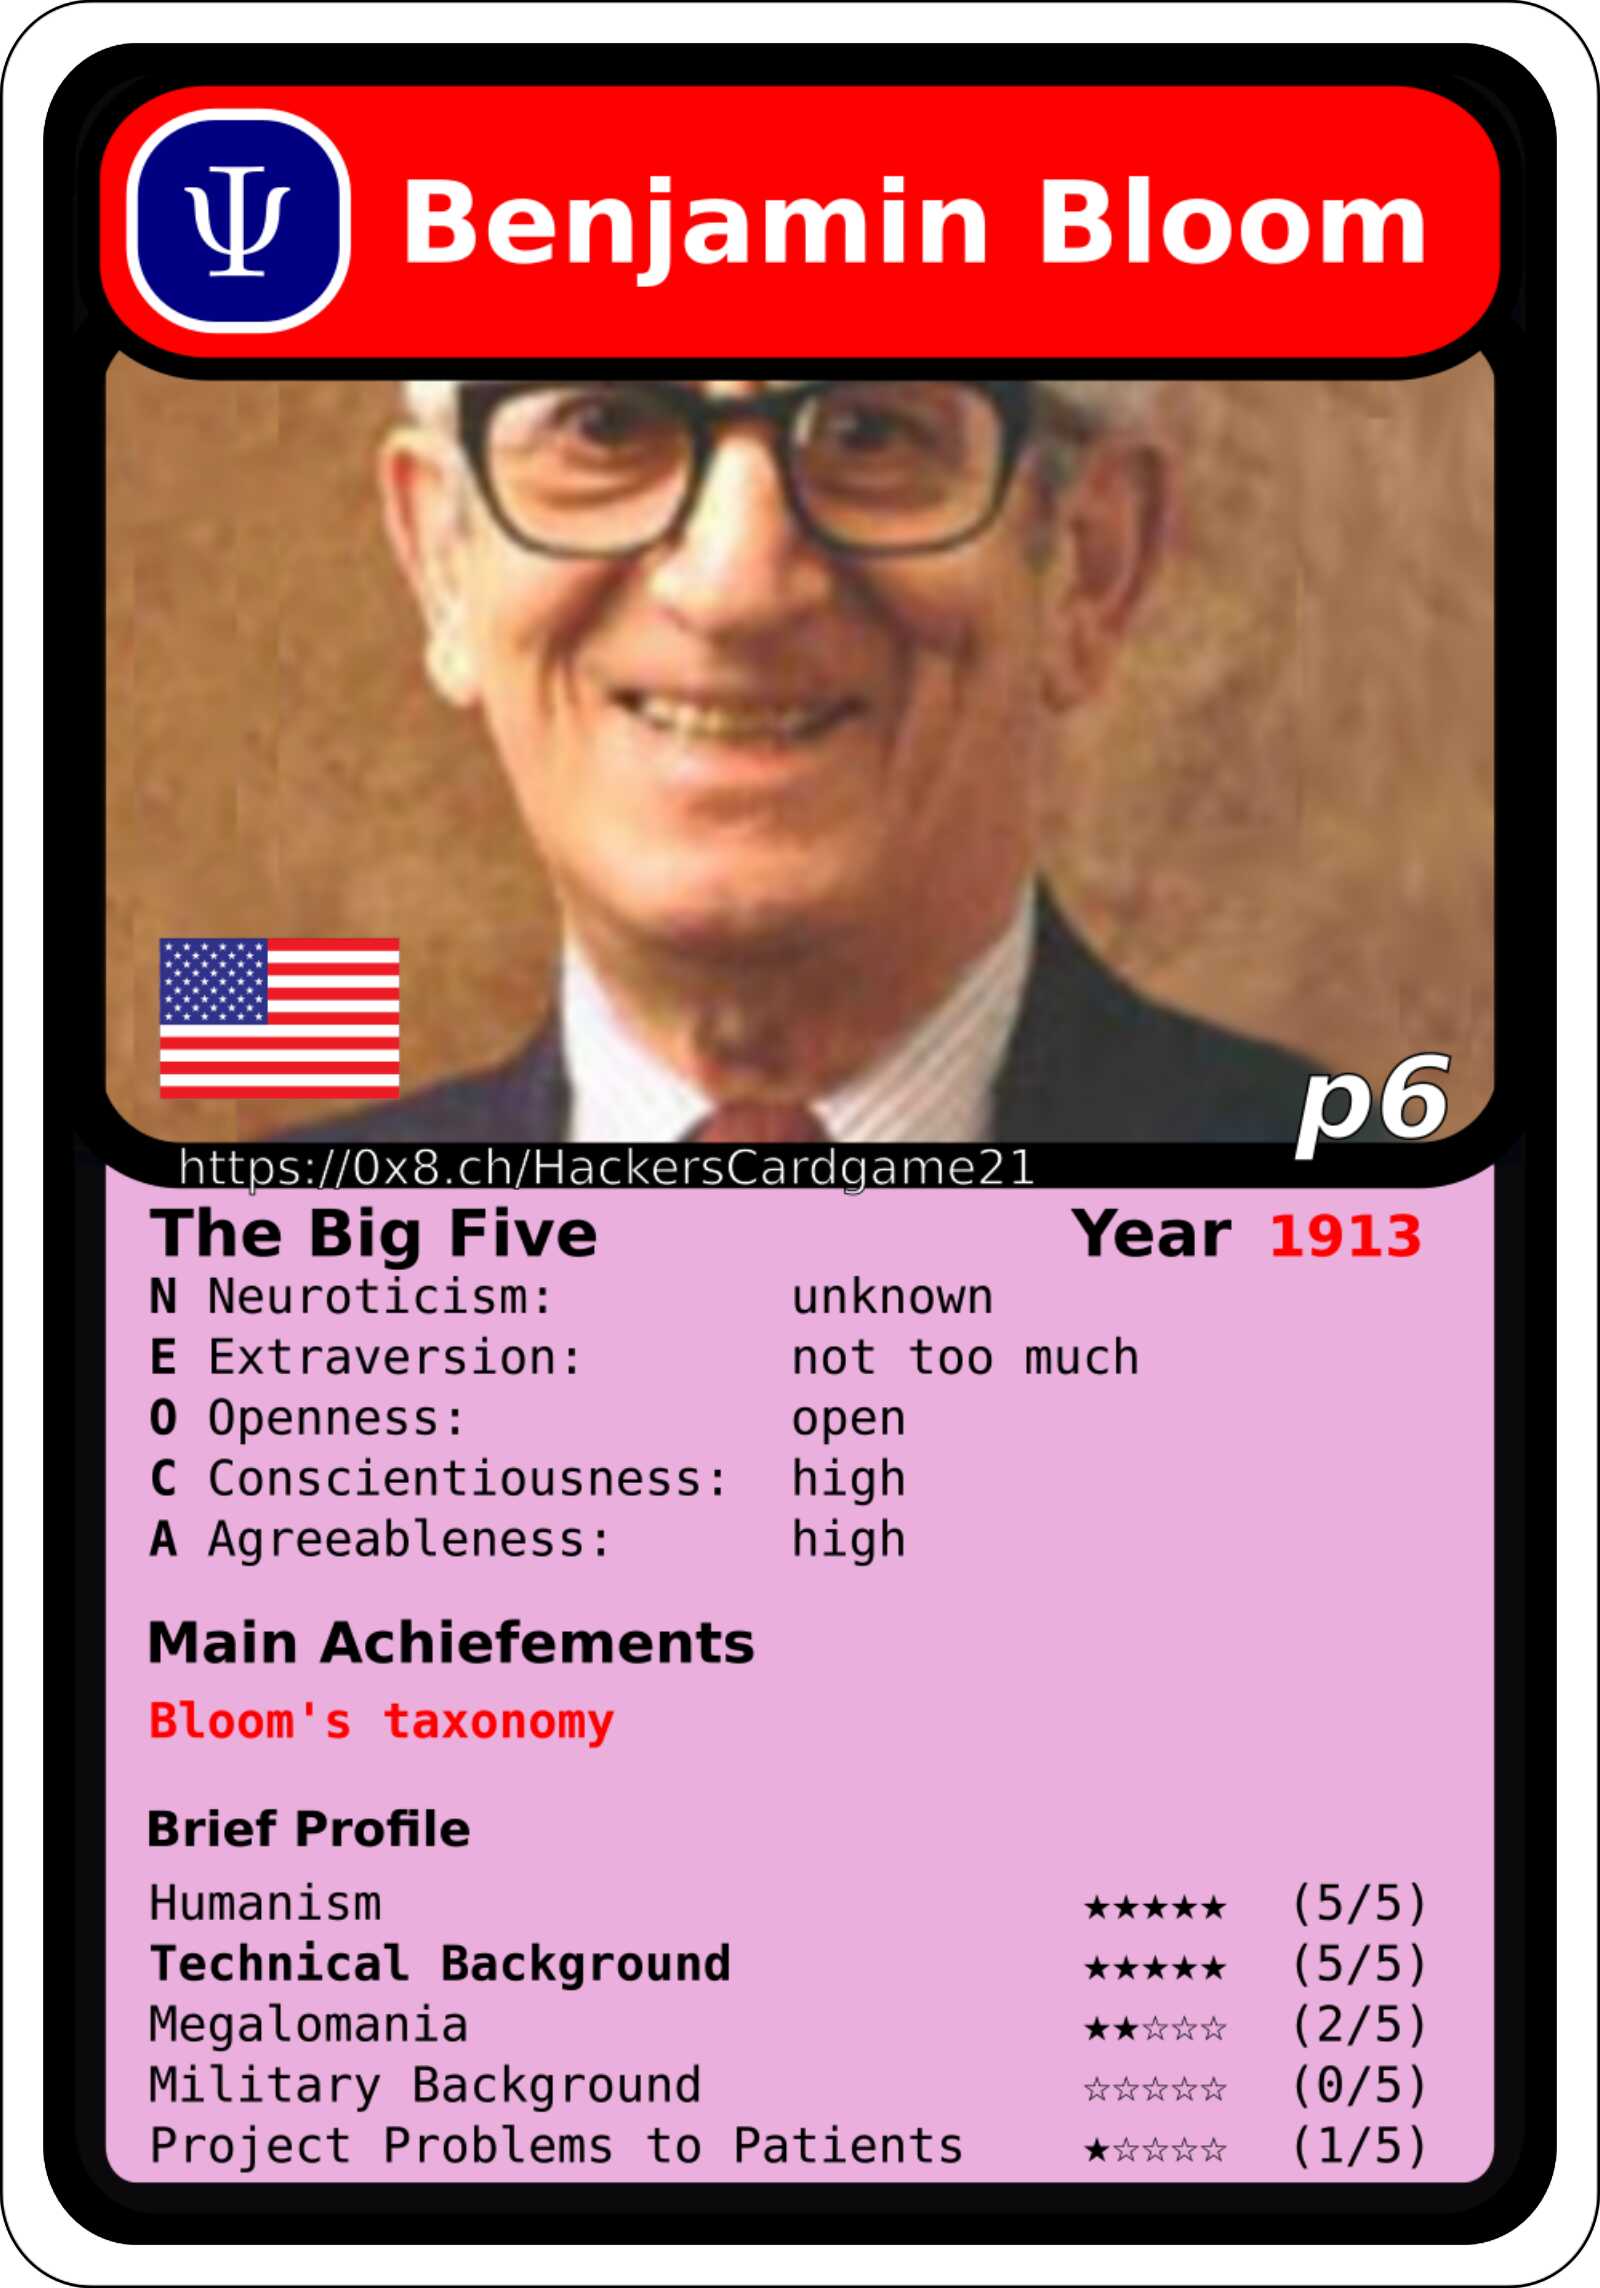 Ψ Benjamin Bloom
p6
https://0x8.ch/HackersCardgame21
The Big Five Year 1913
N Neuroticism: unknown
E Extraversion: not too much
O Openness: open
C Conscientiousness: high
A Agreeableness: high
Main Achiefements
Bloom's taxonomy
Brief Profile
Humanism ★★★★★ (5/5)
Technical Background ★★★★★ (5/5)
Megalomania ★★☆☆☆ (2/5)
Military Background ☆☆☆☆☆ (0/5)
Project Problems to Patients ★☆☆☆☆ (1/5)